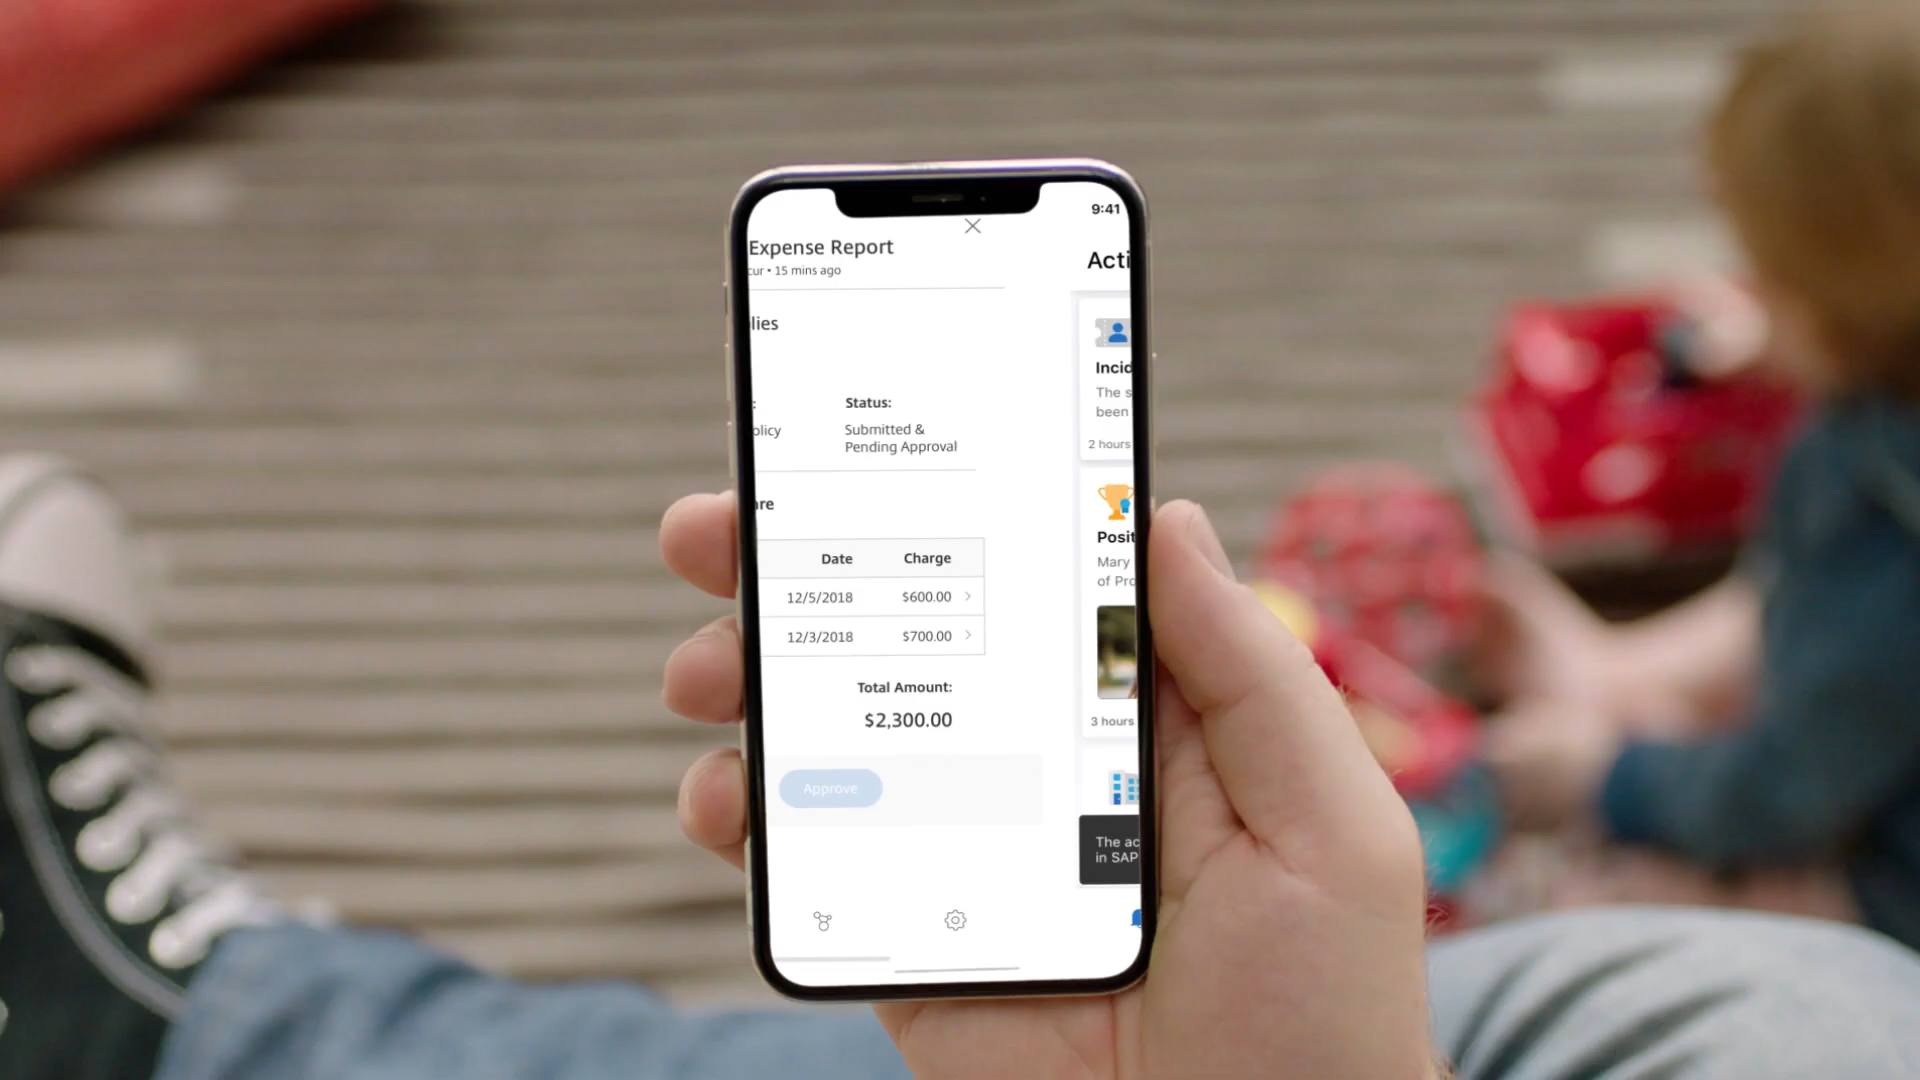 9:41
Expense Report
cur • 15 mins ago
lies
:
Status:
olicy
Submitted &
Pending Approval
are
Date Charge
12/5/2018 $600.00
12/3/2018 $700.00
Total Amount:
$2,300.00
Approve
Acti
Incid
The s
been
2 hours
Posit
Mary
of Pro
3 hours
The ac
in SAP